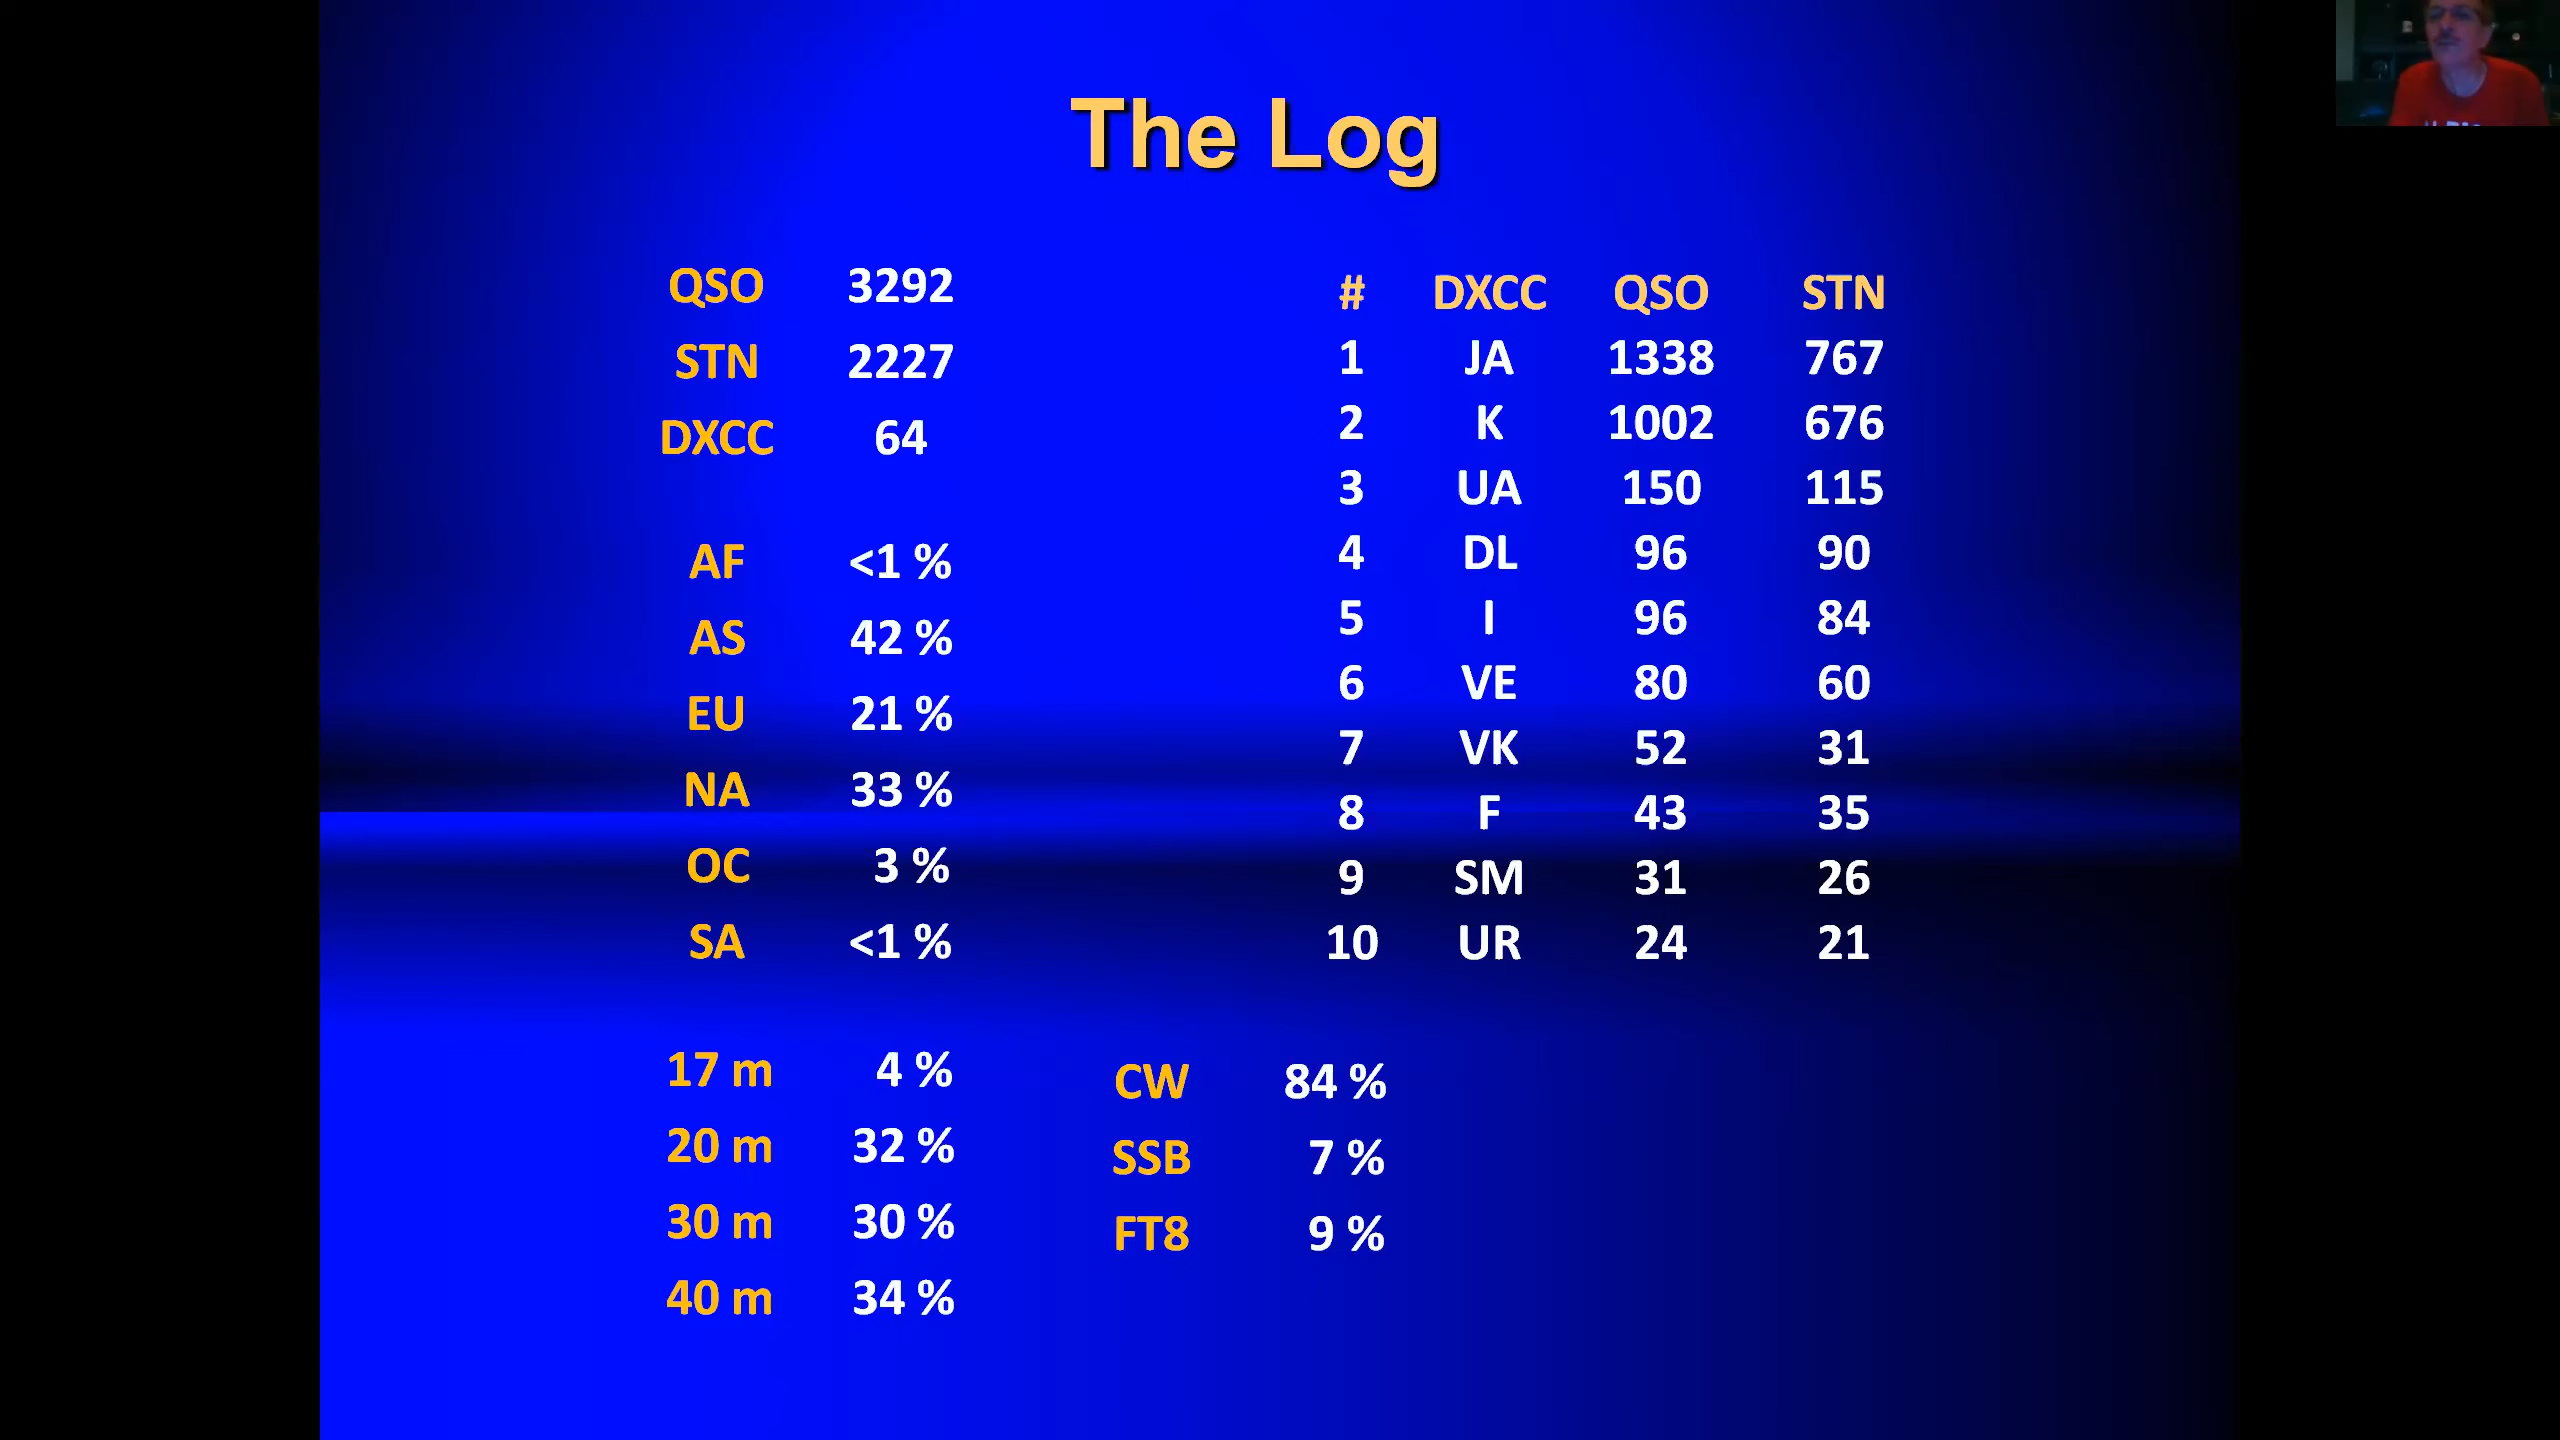 The Log
QSO 3292
STN 2227
DXCC 64
AF <1 %
AS 42 %
EU 21 %
NA 33 %
OC 3 %
SA <1 %
# DXCC QSO STN
1 JA 1338 767
2 K 1002 676
3 UA 150 115
4 DL 96 90
5 I 96 84
6 VE 80 60
7 VK 52 31
8 F 43 35
9 SM 31 26
10 UR 24 21
17 m 4 %
20 m 32 %
30 m 30 %
40 m 34 %
CW 84 %
SSB 7 %
FT8 9 %